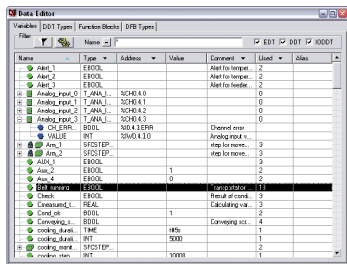 Data Editor
Variables DDT Types Function Blocks DFB Types
Filter
Name * EDT DDT IODDT
Name Type Address Value Comment Used Alias
Alert_1 EBOOL Alert for temper... 2
Alert_2 EBOOL Alert for temper... 2
Alert_3 EBOOL Alert for feeder... 2
Analog_input_0 T_ANA_I... %CH0.4.0 0
Analog_input_1 T_ANA_I... %CH0.4.1 0
Analog_input_2 T_ANA_I... %CH0.4.2 0
Analog_input_3 T_ANA_I... %CH0.4.3 0
CH_ERR... BOOL %I0.4.3.ERR Channel error
VALUE INT %IW0.4.3.0 Analog input v...
Arm_1 SFCSTEP... step for move... 3
Arm_2 SFCSTEP... step for move... 3
AUX_1 EBOOL 3
Aux_2 EBOOL 1 2
Aux_4 EBOOL 0 2
Belt running EBOOL Transportator 13
Check EBOOL Result of condi... 3
Cmeasured_t... REAL Calculating var... 3
Cond_ok BOOL 1 2
Conveying_s... BOOL Conveying scr... 4
cooling_durati... TIME 1
cooling_durati... INT 5000 1
cooling_mont... SFCSTEP... 2
cooling_step INT 10000 1